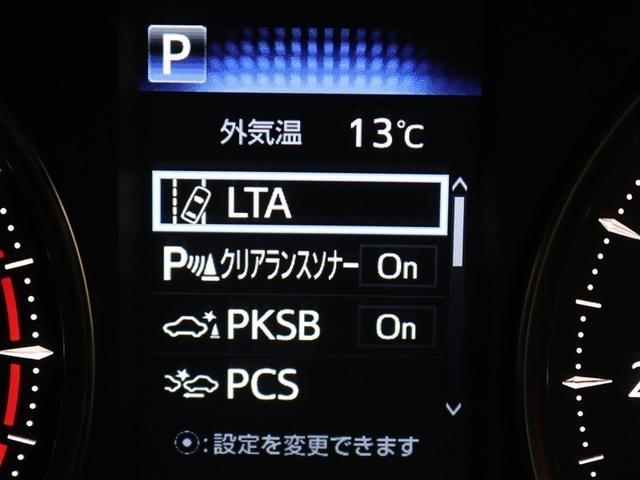 P
外気温 13℃
LTA
P クリアランスソナー On
PKSB On
PCS
:設定を変更できます
2